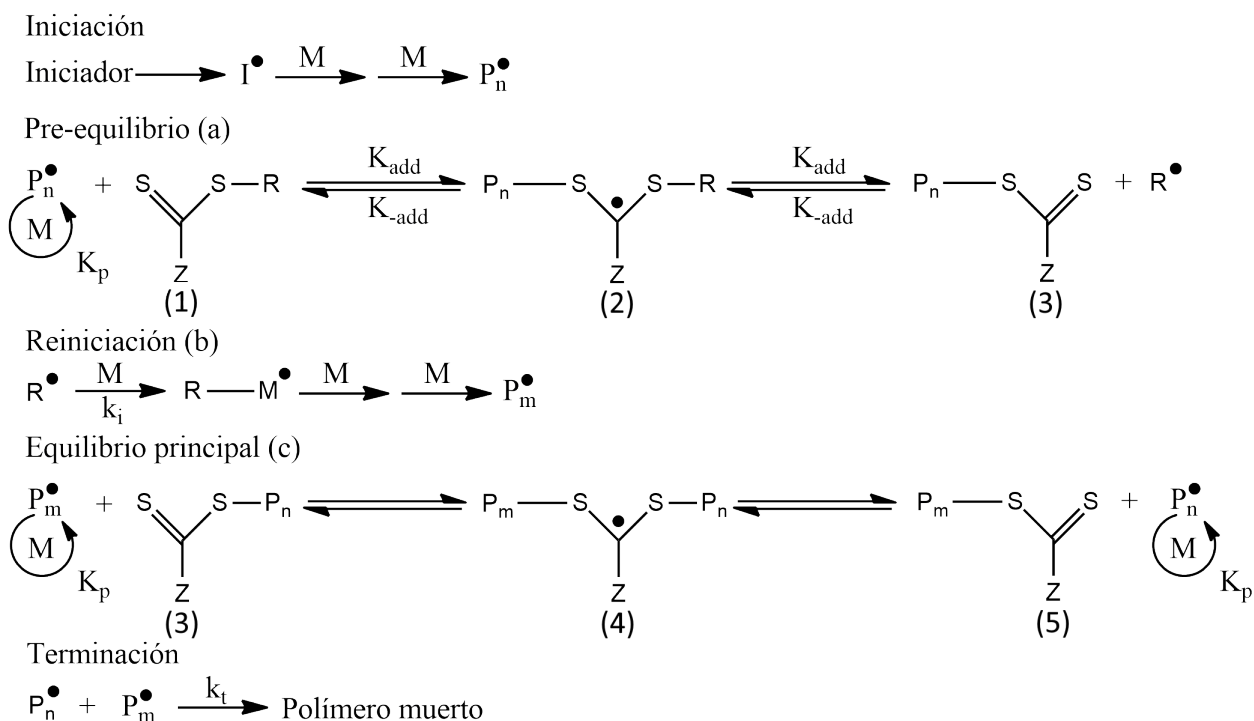 Iniciación
Iniciador I• M M Pn•
Pre-equilibrio (a)
Pn• + S S R Kadd K-add Pn S • S R Kadd K-add Pn S S + R•
M Kp Z Z Z
(1) (2) (3)
Reiniciación (b)
R• M ki R M• M M Pm•
Equilibrio principal (c)
Pm• + S S Pn Pm S • S Pn Pm S S + Pn•
M Kp Z Z Z M Kp
(3) (4) (5)
Terminación
Pn• + Pm• kt Polímero muerto